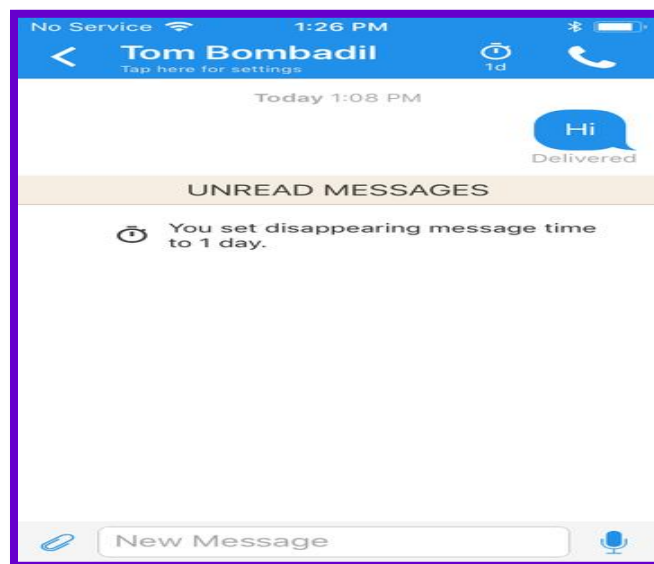 No Service 1:26 PM
Tom Bombadil
Tap here for settings
1d
Today 1:08 PM
Hi
Delivered
UNREAD MESSAGES
You set disappearing message time
to 1 day.
New Message